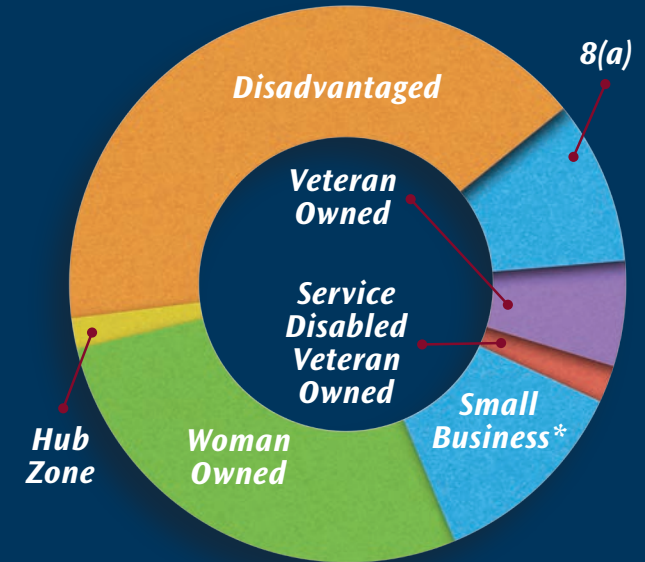 8(a)
Disadvantaged
Veteran
Owned
Service
Disabled
Veteran
Owned
Small
Business*
Woman
Owned
Hub
Zone